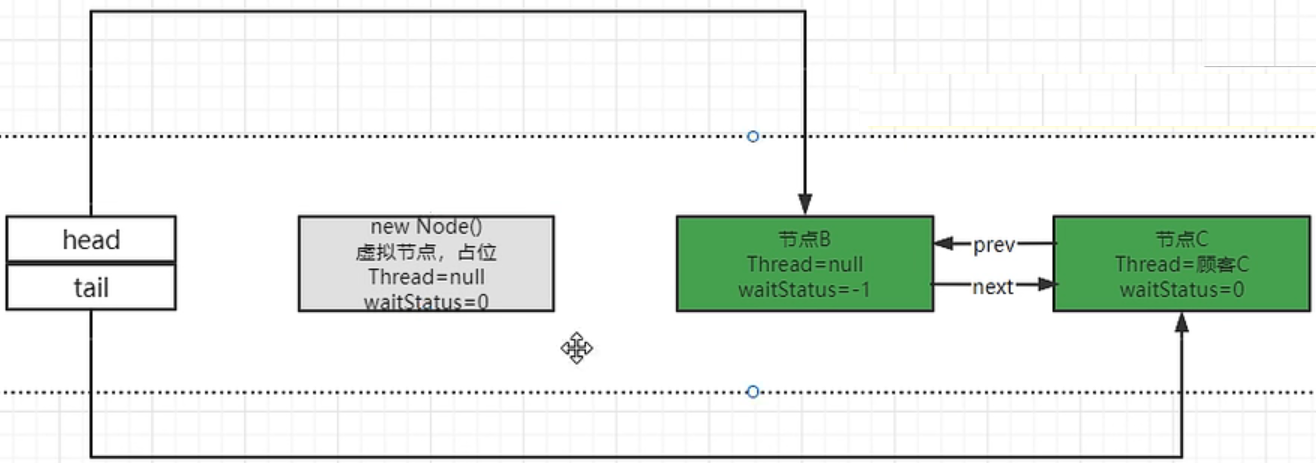 head
tail
new Node()
虚拟节点，占位
Thread=null
waitStatus=0
节点B
Thread=null
waitStatus=-1
prev
next
节点C
Thread=顾客C
waitStatus=0